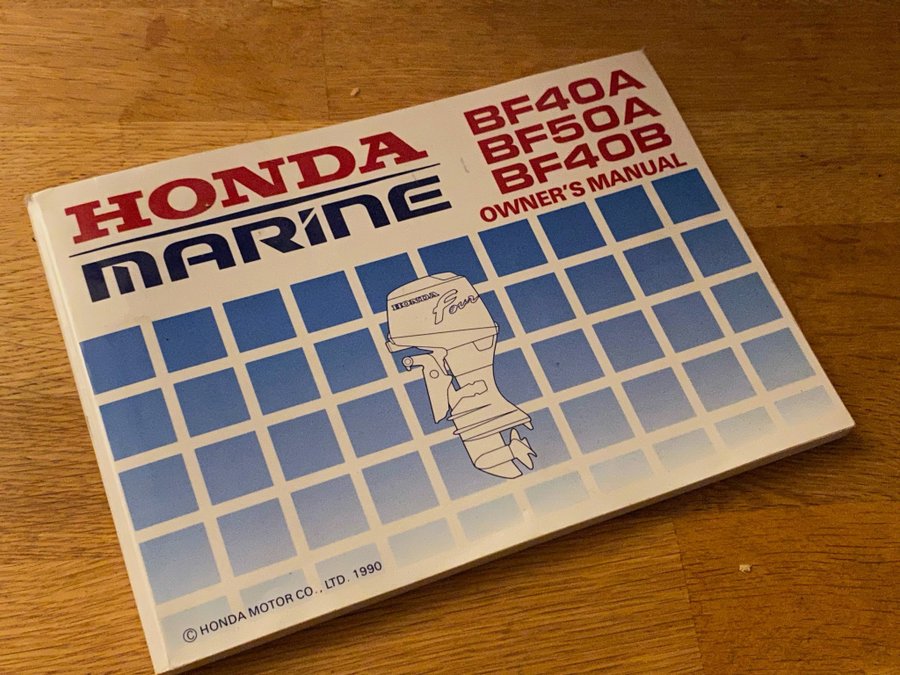 HONDA
MARINE
BF40A
BF50A
BF40B
OWNER'S MANUAL
HONDA
Four
© HONDA MOTOR CO., LTD. 1990